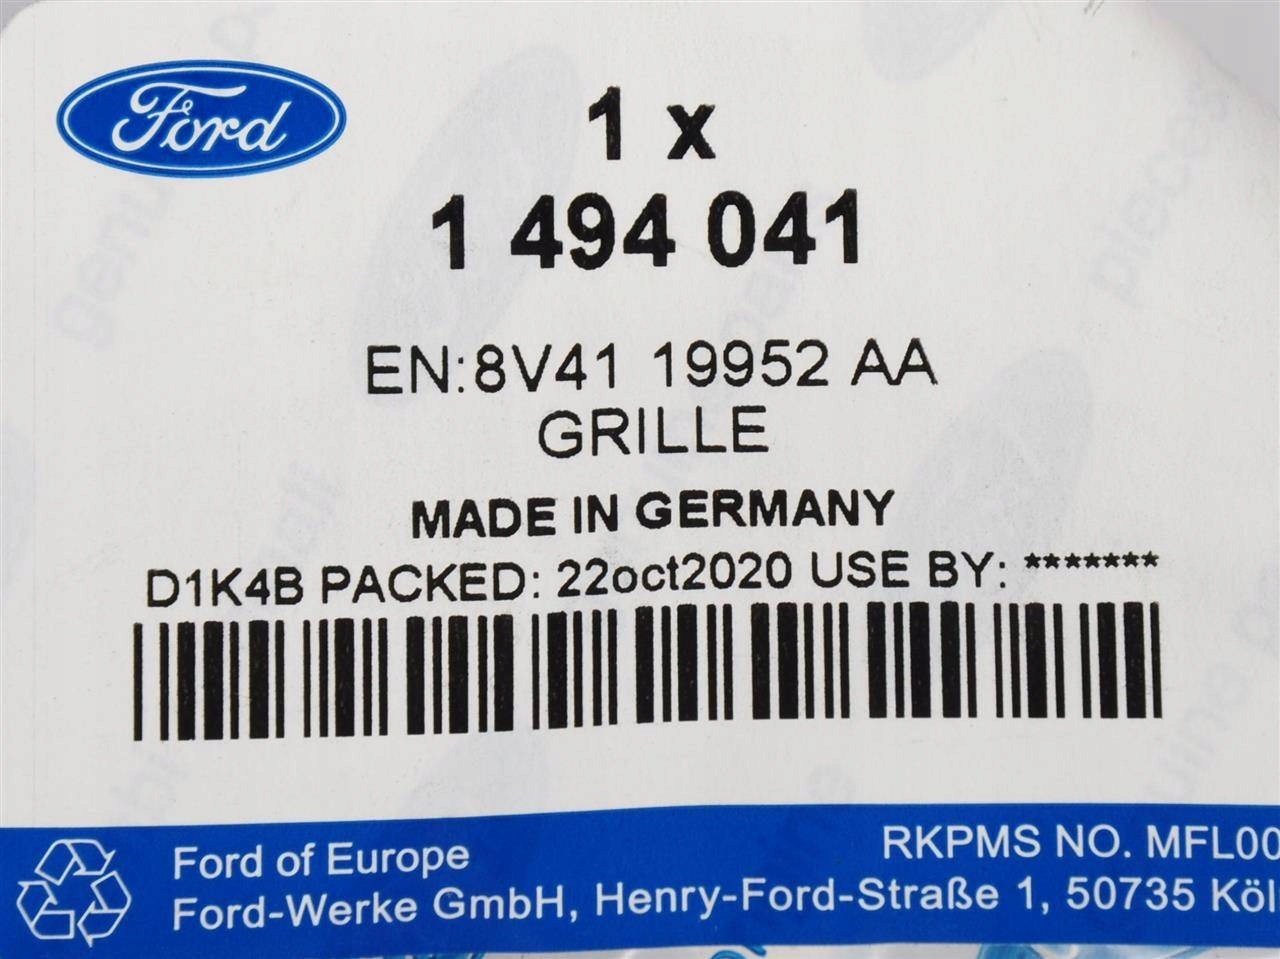 Ford
1 x
1 494 041
EN:8V41 19952 AA
GRILLE
MADE IN GERMANY
D1K4B PACKED: 22oct2020 USE BY: *******
RKPMS NO. MFL00
Ford of Europe
Ford-Werke GmbH, Henry-Ford-Straße 1, 50735 Köl